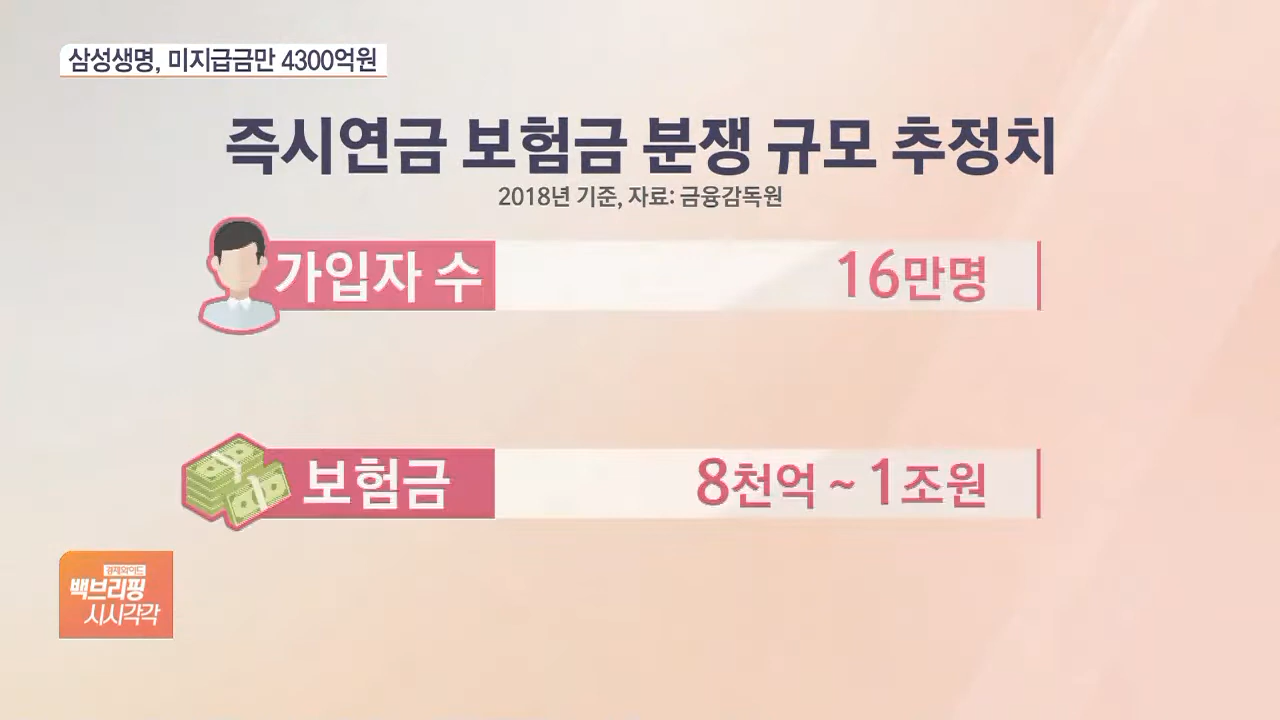 삼성생명, 미지급금만 4300억원
즉시연금 보험금 분쟁 규모 추정치
2018년 기준, 자료: 금융감독원
가입자 수 16만명
보험금 8천억 ~ 1조원
경제와이드
백브리핑
시시각각